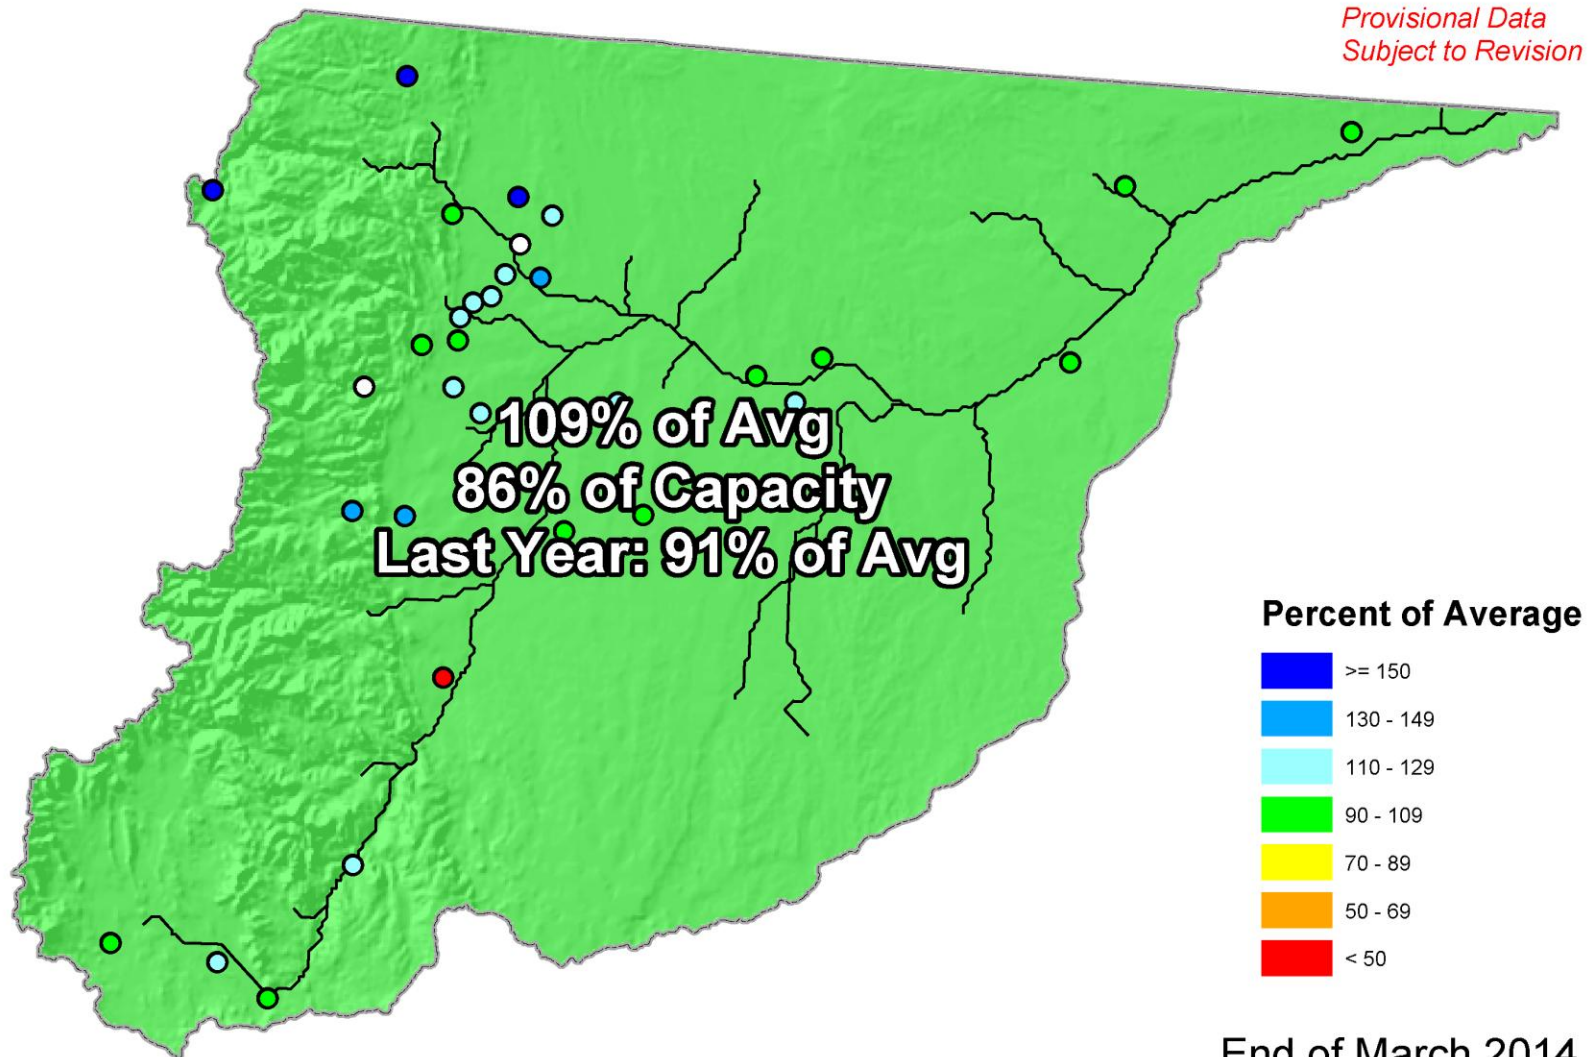 Provisional Data
Subject to Revision
109% of Avg
86% of Capacity
Last Year: 91% of Avg
Percent of Average
>= 150
130 - 149
110 - 129
90 - 109
70 - 89
50 - 69
< 50
End of March 2014